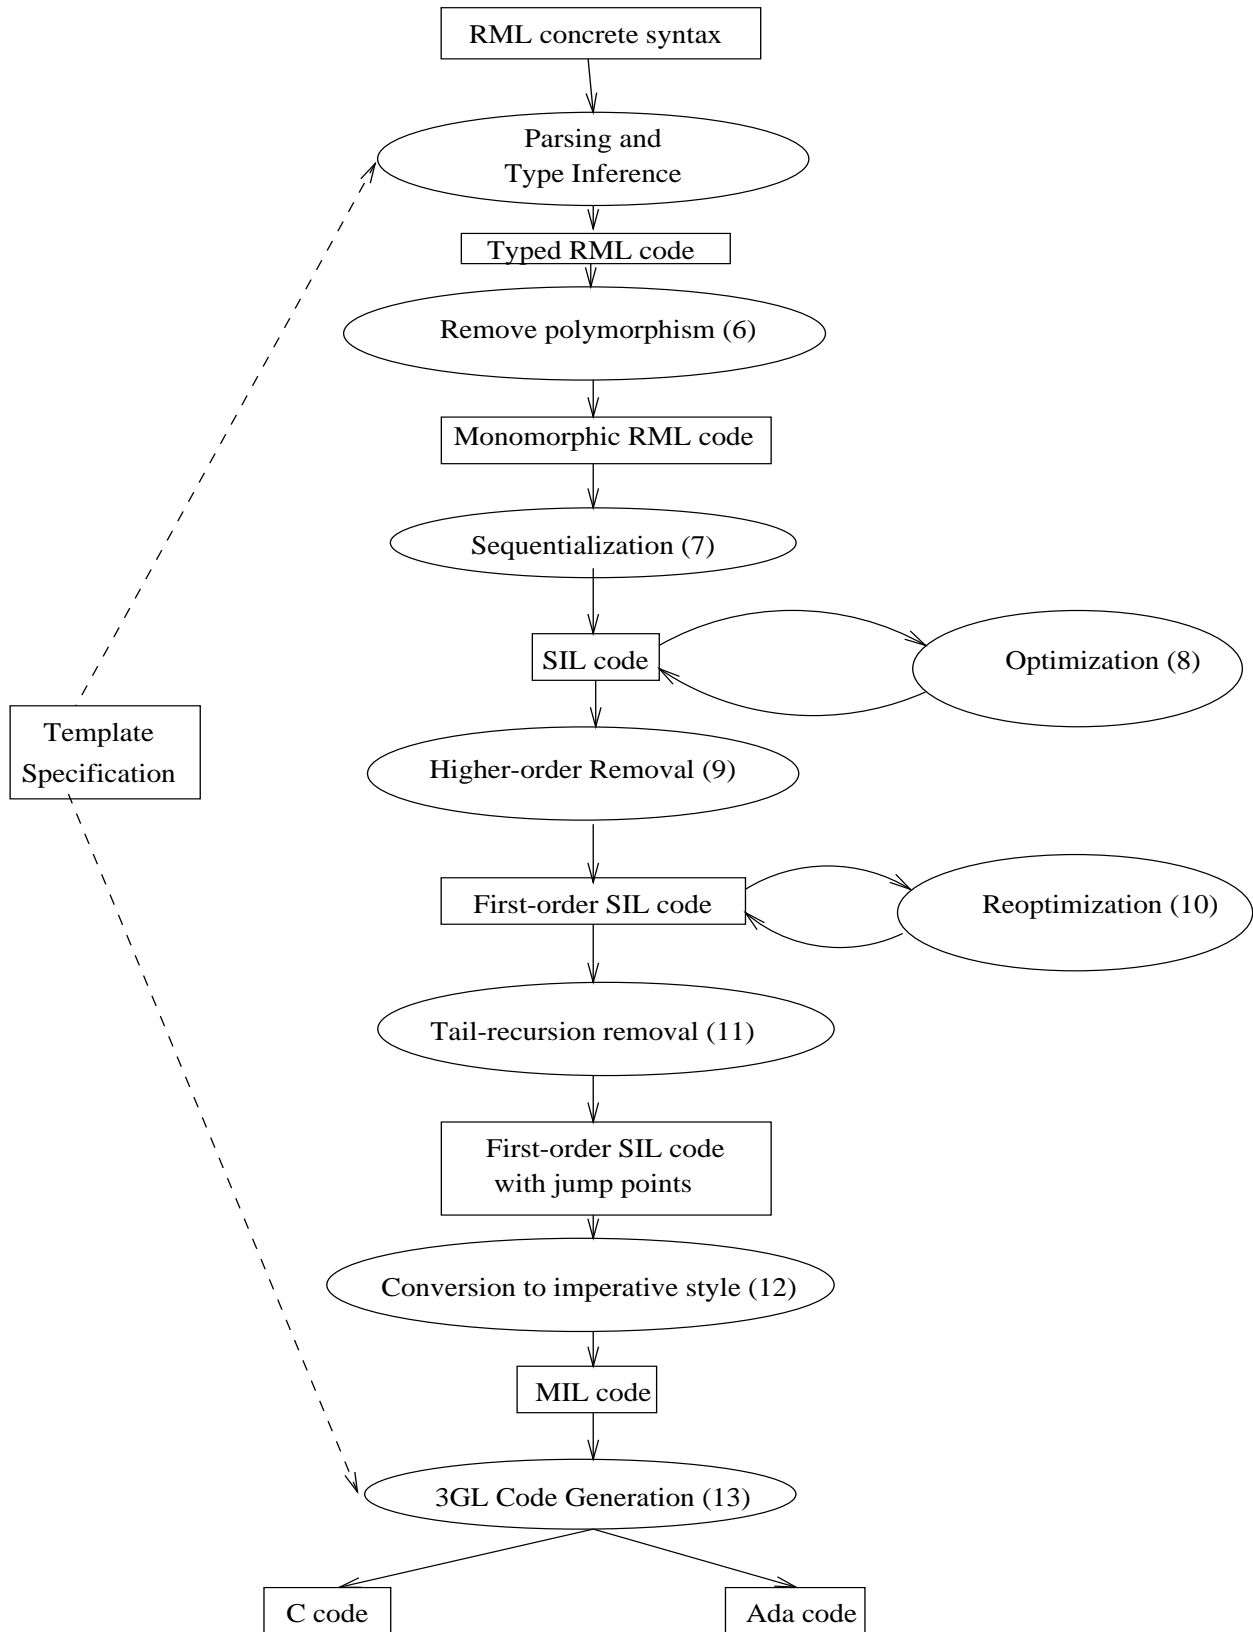 RML concrete syntax
Parsing and
Type Inference
Typed RML code
Remove polymorphism (6)
Monomorphic RML code
Sequentialization (7)
SIL code
Optimization (8)
Template
Specification
Higher-order Removal (9)
First-order SIL code
Reoptimization (10)
Tail-recursion removal (11)
First-order SIL code
with jump points
Conversion to imperative style (12)
MIL code
3GL Code Generation (13)
C code
Ada code